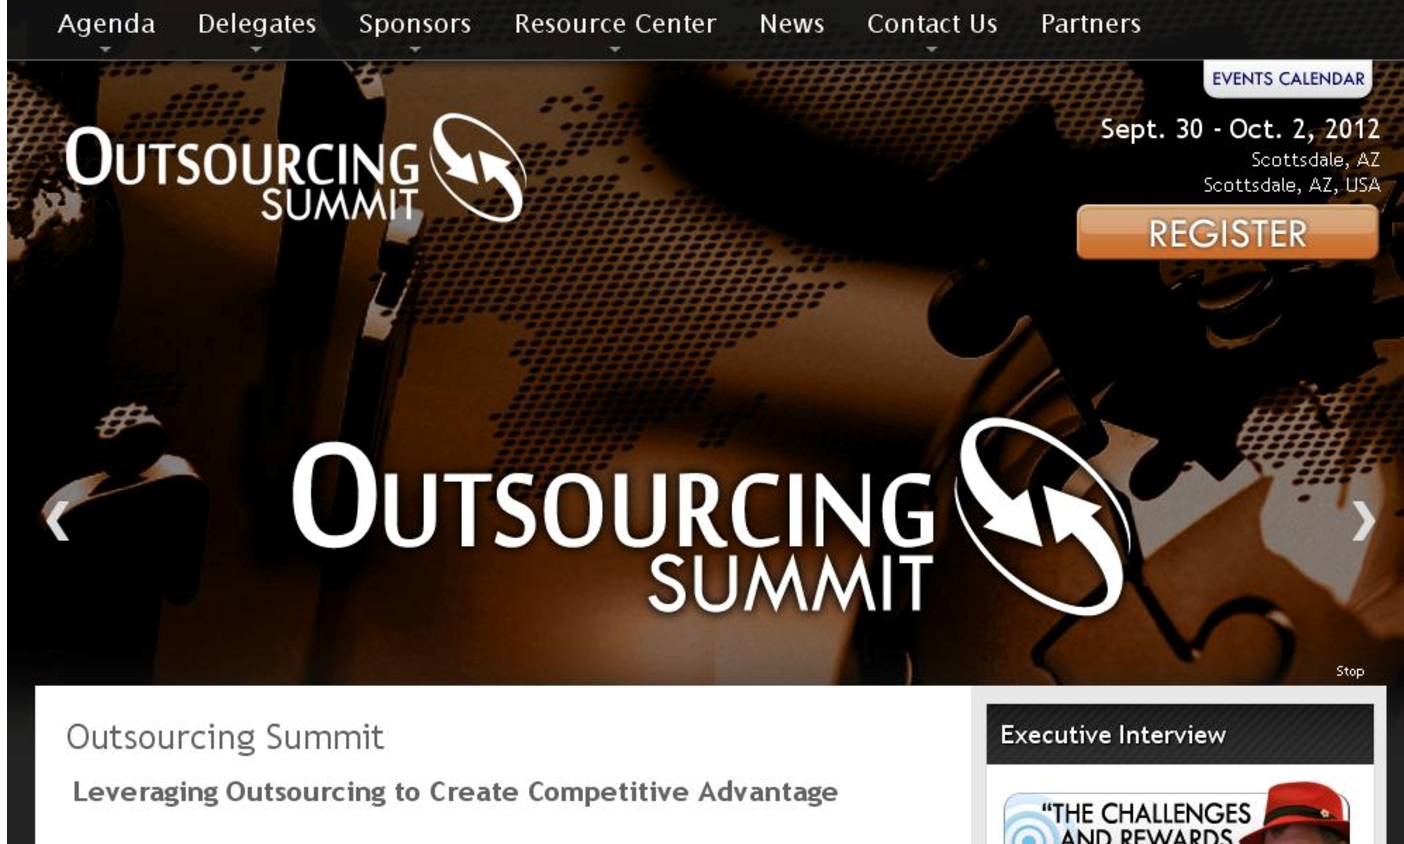 Agenda Delegates Sponsors Resource Center News Contact Us Partners
EVENTS CALENDAR
OUTSOURCING
SUMMIT
Sept. 30 - Oct. 2, 2012
Scottsdale, AZ
Scottsdale, AZ, USA
REGISTER
OUTSOURCING
SUMMIT
Stop
Outsourcing Summit
Leveraging Outsourcing to Create Competitive Advantage
Executive Interview
“THE CHALLENGES
AND REWARDS